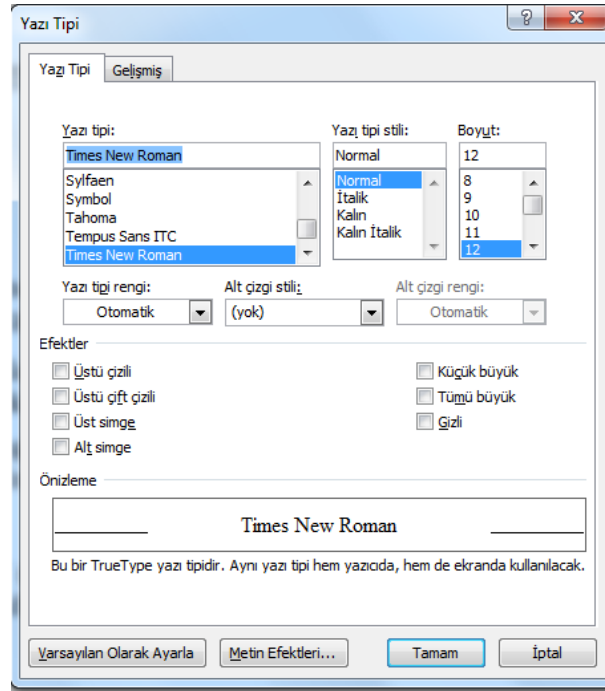 Yazı Tipi
Yazı Tipi Gelişmiş
Yazı tipi: Yazı tipi stili: Boyut:
Times New Roman Normal 12
Sylfaen Normal 8
Symbol İtalik 9
Tahoma Kalın 10
Tempus Sans ITC Kalın İtalik 11
Times New Roman 12
Yazı tipi rengi: Alt çizgi stili: Alt çizgi rengi:
Otomatik (yok) Otomatik
Efektler
Üstü çizili Küçük büyük
Üstü çift çizili Tümü büyük
Üst simge Gizli
Alt simge
Önizleme
Times New Roman
Bu bir TrueType yazı tipidir. Aynı yazı tipi hem yazıcıda, hem de ekranda kullanılacak.
Varsayılan Olarak Ayarla Metin Efektleri... Tamam İptal